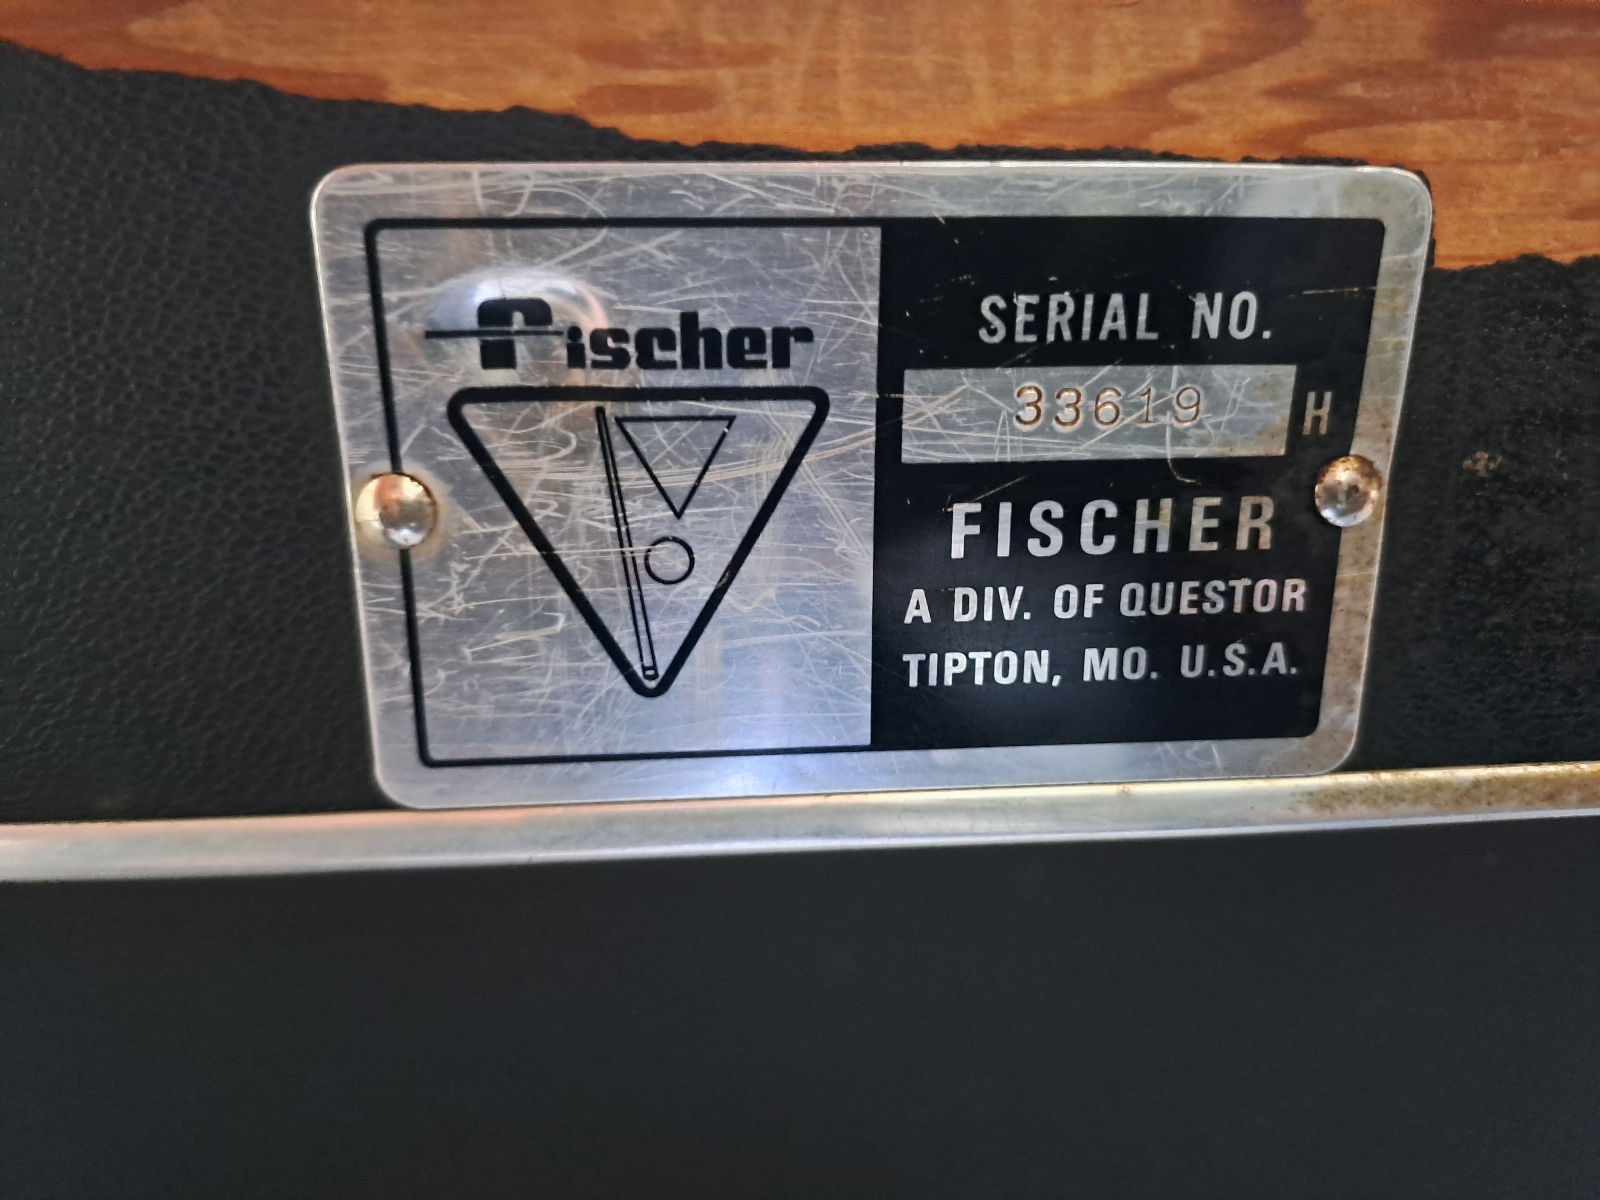 Fischer
SERIAL NO.
33619 H
FISCHER
A DIV. OF QUESTOR
TIPTON, MO. U.S.A.